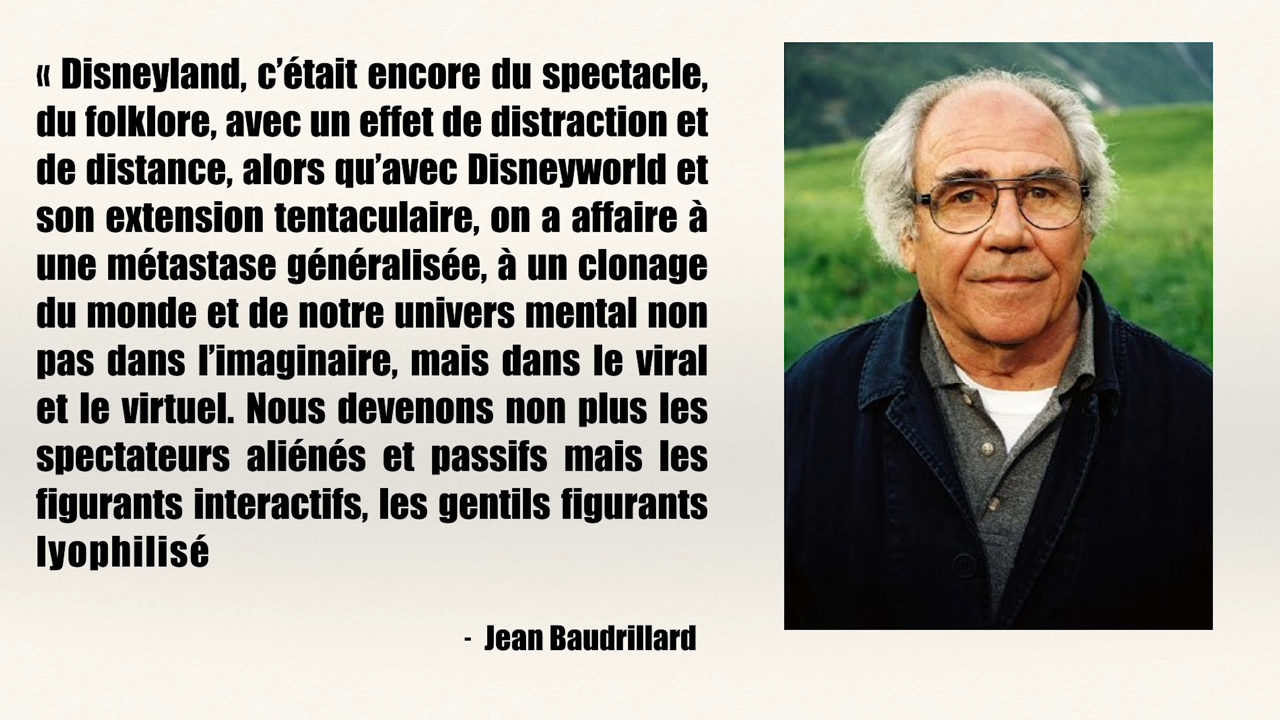 « Disneyland, c’était encore du spectacle,
du folklore, avec un effet de distraction et
de distance, alors qu’avec Disneyworld et
son extension tentaculaire, on a affaire à
une métastase généralisée, à un clonage
du monde et de notre univers mental non
pas dans l’imaginaire, mais dans le viral
et le virtuel. Nous devenons non plus les
spectateurs aliénés et passifs mais les
figurants interactifs, les gentils figurants
lyophilisé
- Jean Baudrillard